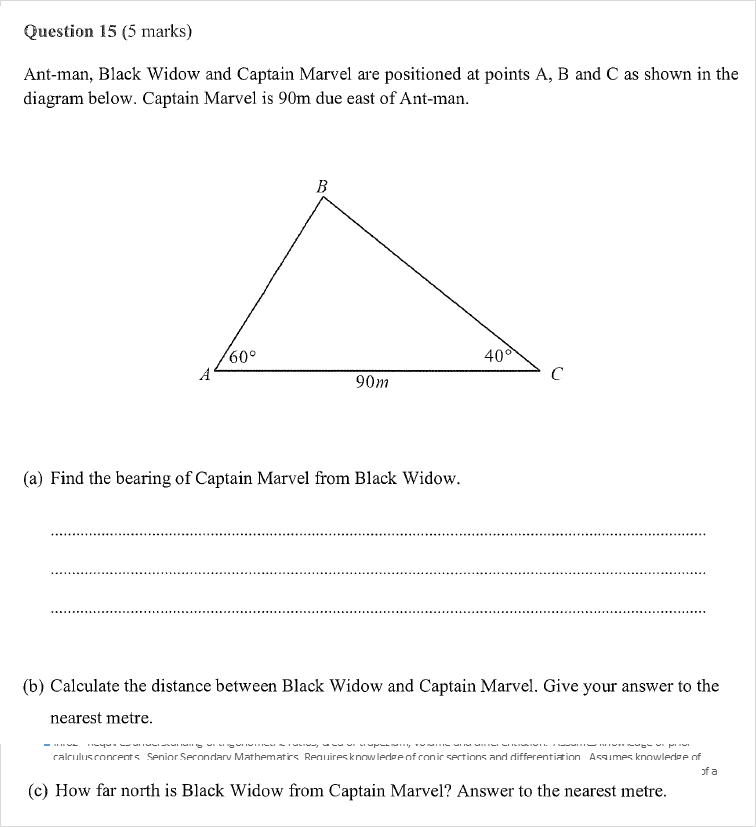 Question 15 (5 marks)
Ant-man, Black Widow and Captain Marvel are positioned at points A, B and C as shown in the
diagram below. Captain Marvel is 90m due east of Ant-man.
B
60°
40°
A
C
90m
(a) Find the bearing of Captain Marvel from Black Widow.
(b) Calculate the distance between Black Widow and Captain Marvel. Give your answer to the
nearest metre.
calculus concepts. Senior Secondary Mathematics. Requires knowledge of conic sections and differentiation. Assumes knowledge of
of a
(c) How far north is Black Widow from Captain Marvel? Answer to the nearest metre.